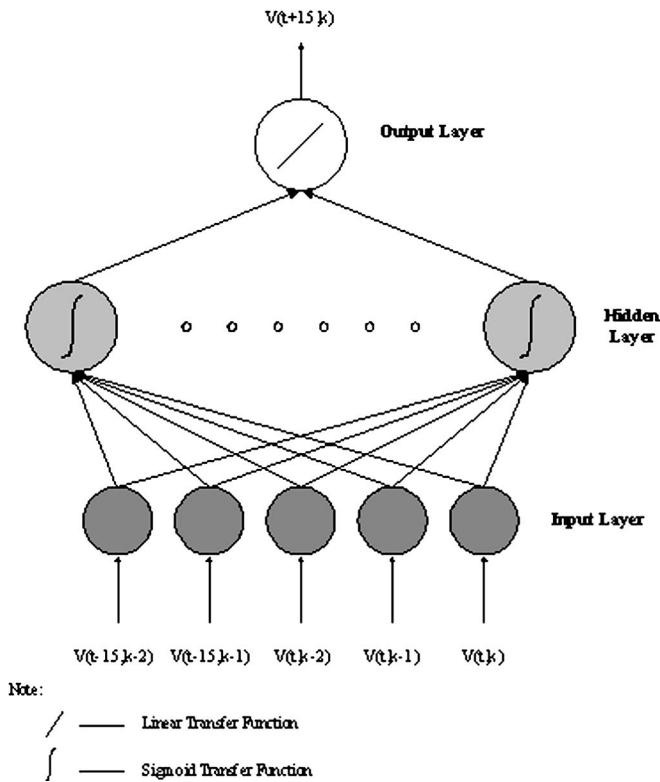 V(t+15,k)
Output Layer
Hidden
Layer
Input Layer
V(t-15,k-2) V(t-15,k-1) V(t,k-2) V(t,k-1) V(t,k)
Note:
Linear Transfer Function
Sigmoid Transfer Function